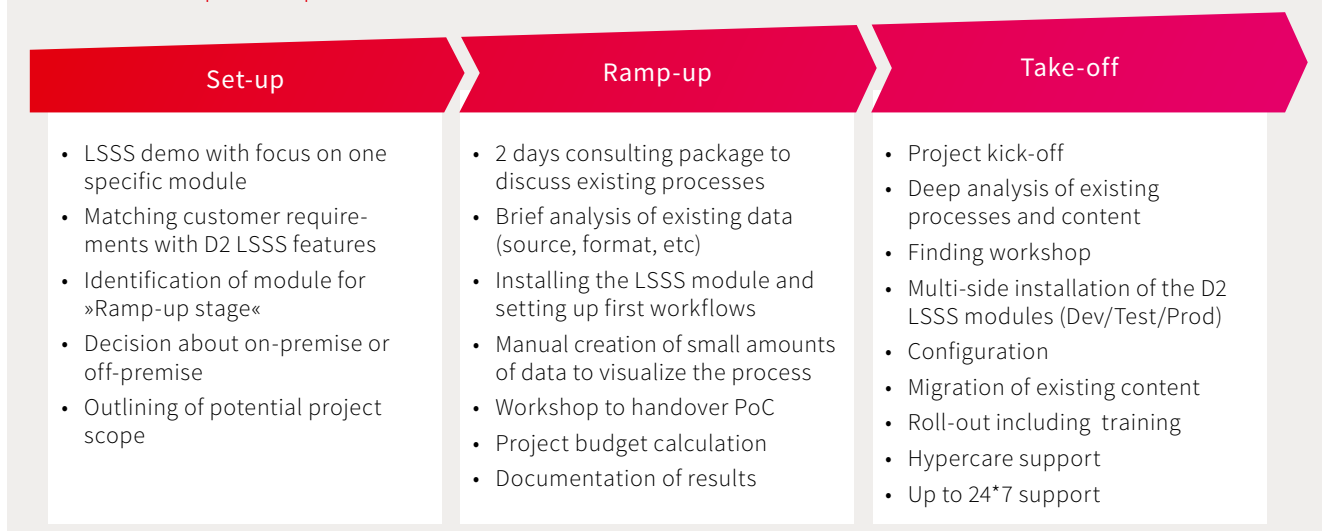 Set-up
LSSS demo with focus on one
specific module
Matching customer require-
ments with D2 LSSS features
Identification of module for
»Ramp-up stage«
Decision about on-premise or
off-premise
Outlining of potential project
scope
Ramp-up
2 days consulting package to
discuss existing processes
Brief analysis of existing data
(source, format, etc)
Installing the LSSS module and
setting up first workflows
Manual creation of small amounts
of data to visualize the process
Workshop to handover PoC
Project budget calculation
Documentation of results
Take-off
Project kick-off
Deep analysis of existing
processes and content
Finding workshop
Multi-side installation of the D2
LSSS modules (Dev/Test/Prod)
Configuration
Migration of existing content
Roll-out including training
Hypercare support
Up to 24*7 support